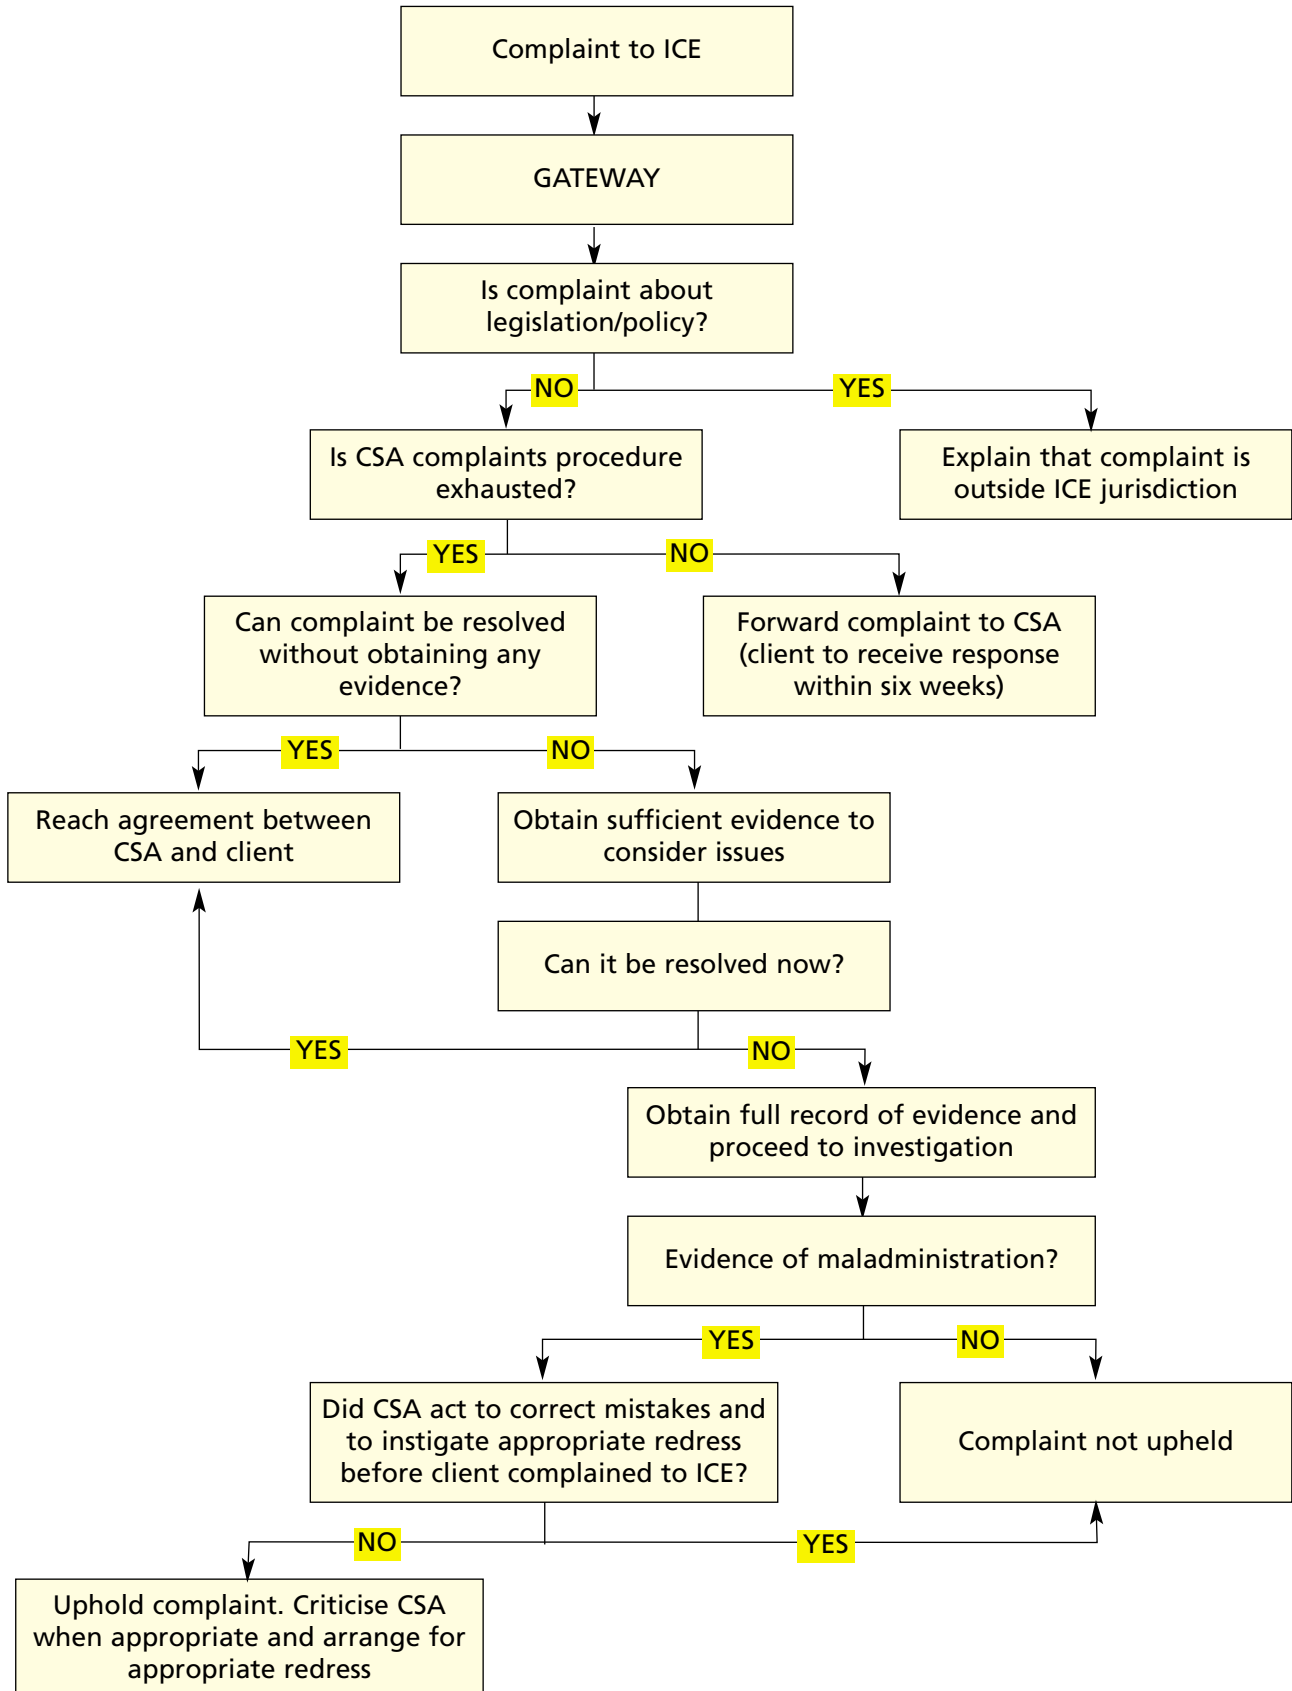 Complaint to ICE
GATEWAY
Is complaint about
legislation/policy?
NO
YES
Is CSA complaints procedure
exhausted?
Explain that complaint is
outside ICE jurisdiction
YES
NO
Can complaint be resolved
without obtaining any
evidence?
Forward complaint to CSA
(client to receive response
within six weeks)
YES
NO
Reach agreement between
CSA and client
Obtain sufficient evidence to
consider issues
Can it be resolved now?
YES
NO
Obtain full record of evidence and
proceed to investigation
Evidence of maladministration?
YES
NO
Did CSA act to correct mistakes and
to instigate appropriate redress
before client complained to ICE?
Complaint not upheld
NO
YES
Uphold complaint. Criticise CSA
when appropriate and arrange for
appropriate redress